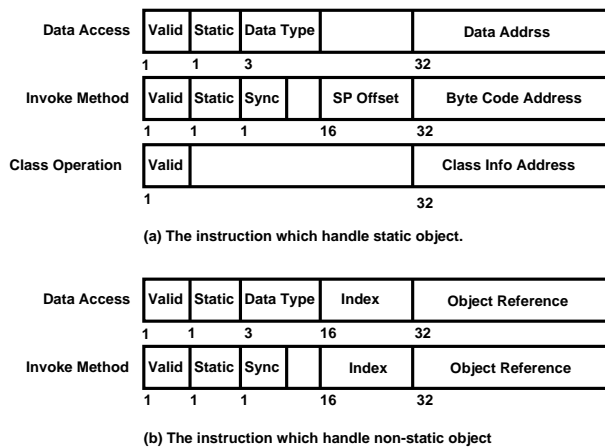 Data Access Valid Static Data Type Data Addrss
1 1 3 32
Invoke Method Valid Static Sync SP Offset Byte Code Address
1 1 1 16 32
Class Operation Valid Class Info Address
1 32
(a) The instruction which handle static object.
Data Access Valid Static Data Type Index Object Reference
1 1 3 16 32
Invoke Method Valid Static Sync Index Object Reference
1 1 1 16 32
(b) The instruction which handle non-static object